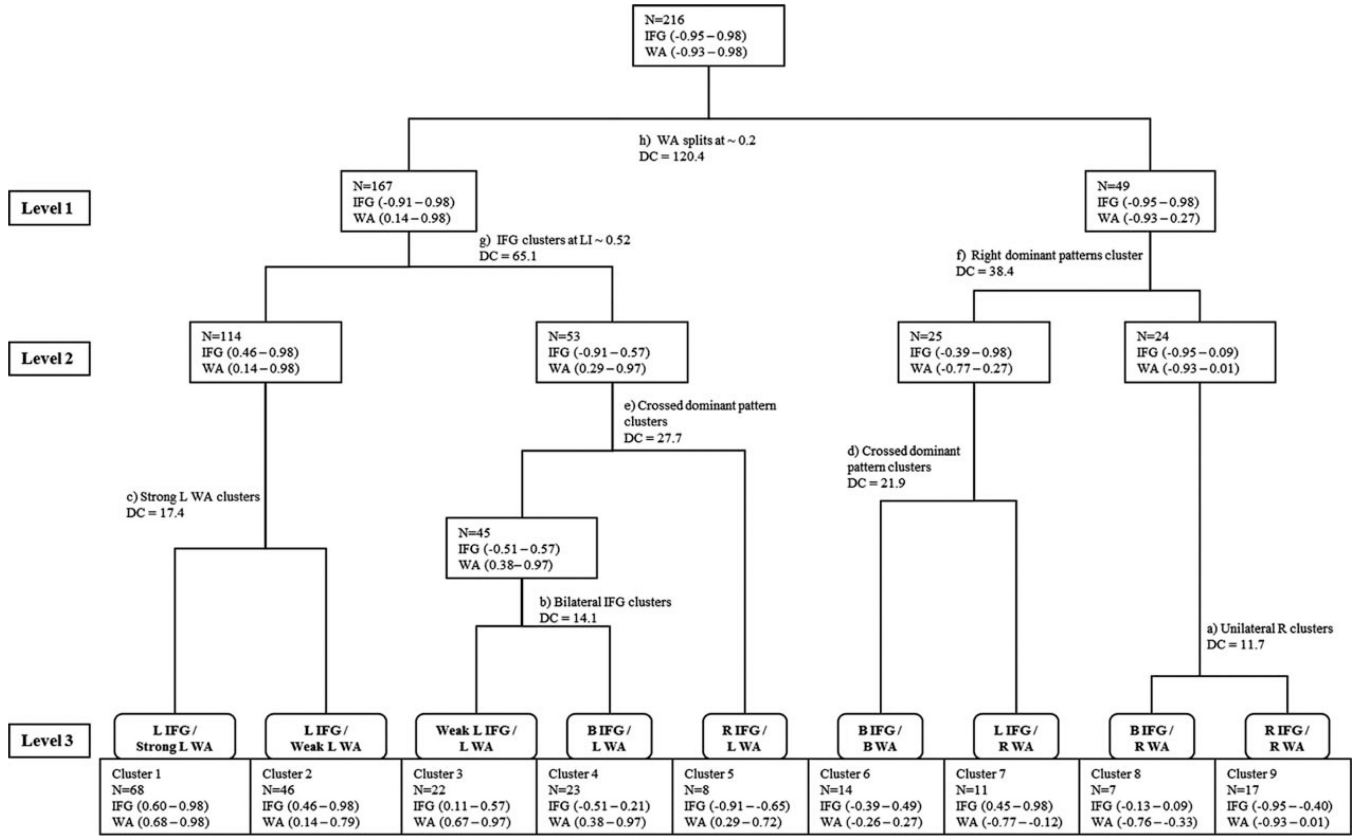 N=216
IFG (-0.95 – 0.98)
WA (-0.93 – 0.98)
h) WA splits at ~ 0.2
DC = 120.4
Level 1
N=167
IFG (-0.91 – 0.98)
WA (0.14 – 0.98)
N=49
IFG (-0.95 – 0.98)
WA (-0.93 – 0.27)
g) IFG clusters at LI ~ 0.52
DC = 65.1
f) Right dominant patterns cluster
DC = 38.4
Level 2
N=114
IFG (0.46 – 0.98)
WA (0.14 – 0.98)
N=53
IFG (-0.91 – 0.57)
WA (0.29 – 0.97)
N=25
IFG (-0.39 – 0.98)
WA (-0.77 – 0.27)
N=24
IFG (-0.95 – 0.09)
WA (-0.93 – 0.01)
e) Crossed dominant pattern
clusters
DC = 27.7
d) Crossed dominant
pattern clusters
DC = 21.9
c) Strong L WA clusters
DC = 17.4
N=45
IFG (-0.51 – 0.57)
WA (0.38– 0.97)
b) Bilateral IFG clusters
DC = 14.1
a) Unilateral R clusters
DC = 11.7
Level 3
L IFG /
Strong L WA
L IFG /
Weak L WA
Weak L IFG /
L WA
B IFG /
L WA
R IFG /
L WA
B IFG /
B WA
L IFG /
R WA
B IFG /
R WA
R IFG /
R WA
Cluster 1
N=68
IFG (0.60 – 0.98)
WA (0.68 – 0.98)
Cluster 2
N=46
IFG (0.46 – 0.98)
WA (0.14 – 0.79)
Cluster 3
N=22
IFG (0.11 – 0.57)
WA (0.67 – 0.97)
Cluster 4
N=23
IFG (-0.51 – 0.21)
WA (0.38 – 0.97)
Cluster 5
N=8
IFG (-0.91 – -0.65)
WA (0.29 – 0.72)
Cluster 6
N=14
IFG (-0.39 – 0.49)
WA (-0.26 – 0.27)
Cluster 7
N=11
IFG (0.45 – 0.98)
WA (-0.77 – -0.12)
Cluster 8
N=7
IFG (-0.13 – 0.09)
WA (-0.76 – -0.33)
Cluster 9
N=17
IFG (-0.95 – -0.40)
WA (-0.93 – 0.01)